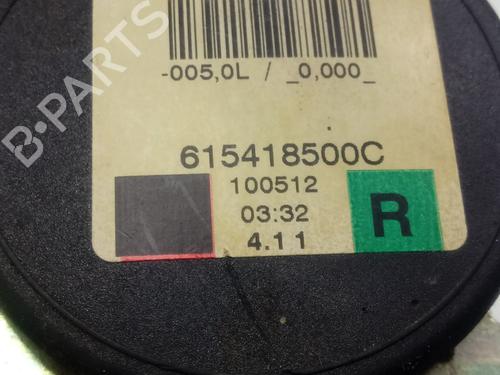 B-PARTS
-005,0L / _0,000_
615418500C
100512
03:32
4.11
R